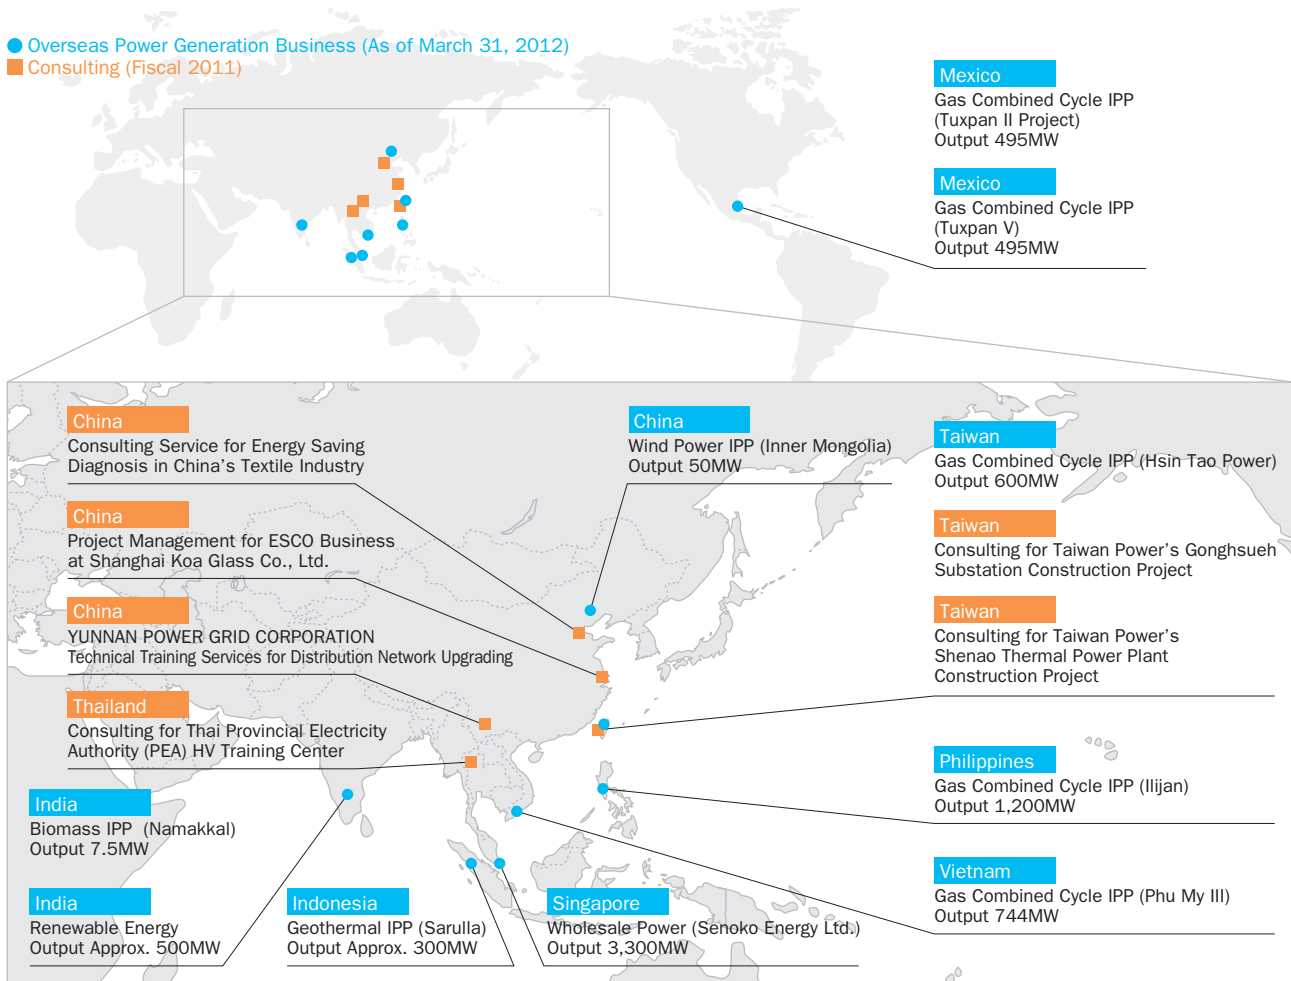 Overseas Power Generation Business (As of March 31, 2012)
Consulting (Fiscal 2011)
Mexico
Gas Combined Cycle IPP
(Tuxpan II Project)
Output 495MW
Mexico
Gas Combined Cycle IPP
(Tuxpan V)
Output 495MW
China
Consulting Service for Energy Saving
Diagnosis in China's Textile Industry
China
Project Management for ESCO Business
at Shanghai Koa Glass Co., Ltd.
China
YUNNAN POWER GRID CORPORATION
Technical Training Services for Distribution Network Upgrading
Thailand
Consulting for Thai Provincial Electricity
Authority (PEA) HV Training Center
India
Biomass IPP (Namakkal)
Output 7.5MW
India
Renewable Energy
Output Approx. 500MW
Indonesia
Geothermal IPP (Sarulla)
Output Approx. 300MW
Singapore
Wholesale Power (Senoko Energy Ltd.)
Output 3,300MW
China
Wind Power IPP (Inner Mongolia)
Output 50MW
Taiwan
Gas Combined Cycle IPP (Hsin Tao Power)
Output 600MW
Taiwan
Consulting for Taiwan Power's Gonghsueh
Substation Construction Project
Taiwan
Consulting for Taiwan Power's
Shenao Thermal Power Plant
Construction Project
Philippines
Gas Combined Cycle IPP (Ilijan)
Output 1,200MW
Vietnam
Gas Combined Cycle IPP (Phu My III)
Output 744MW